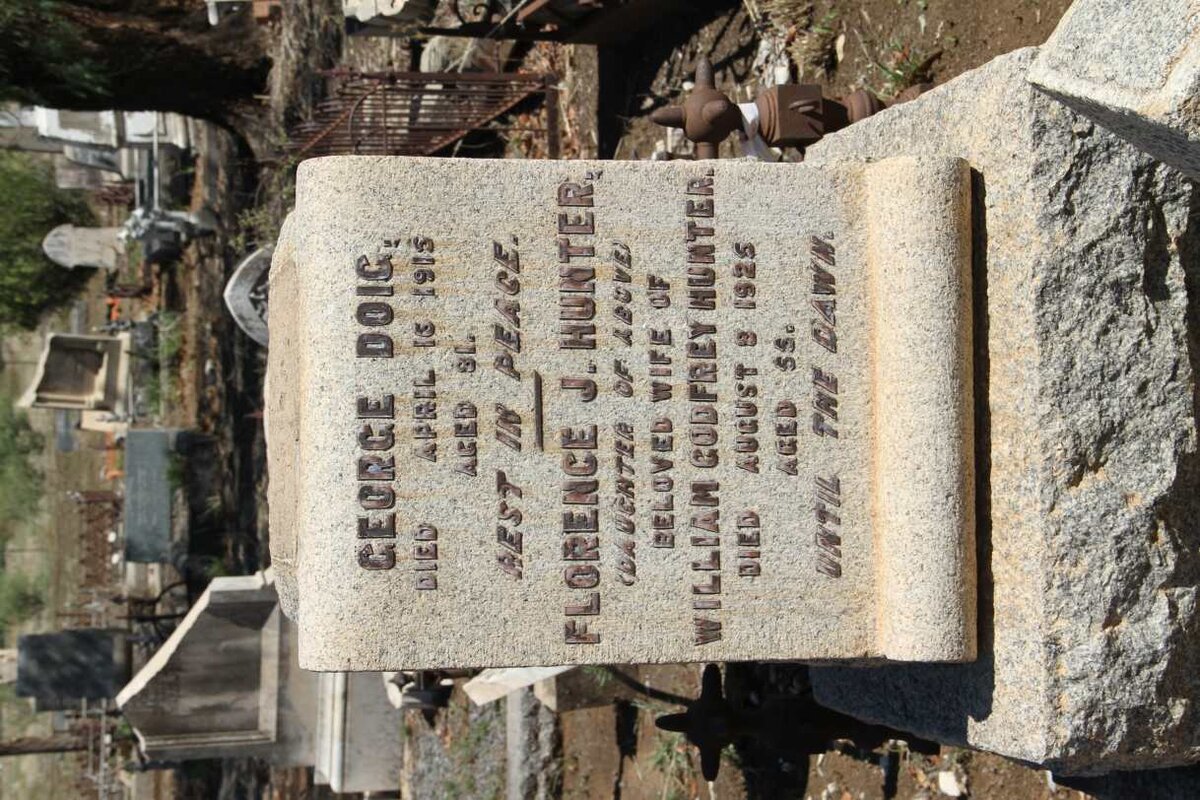 GEORGE DOIG.
DIED APRIL 13 1915
AGED 81.
REST IN PEACE.
FLORENCE J. HUNTER.
(DAUGHTER OF ABOVE)
BELOVED WIFE OF
WILLIAM GODFREY HUNTER.
DIED AUGUST 8 1925
AGED 55.
UNTIL THE DAWN.